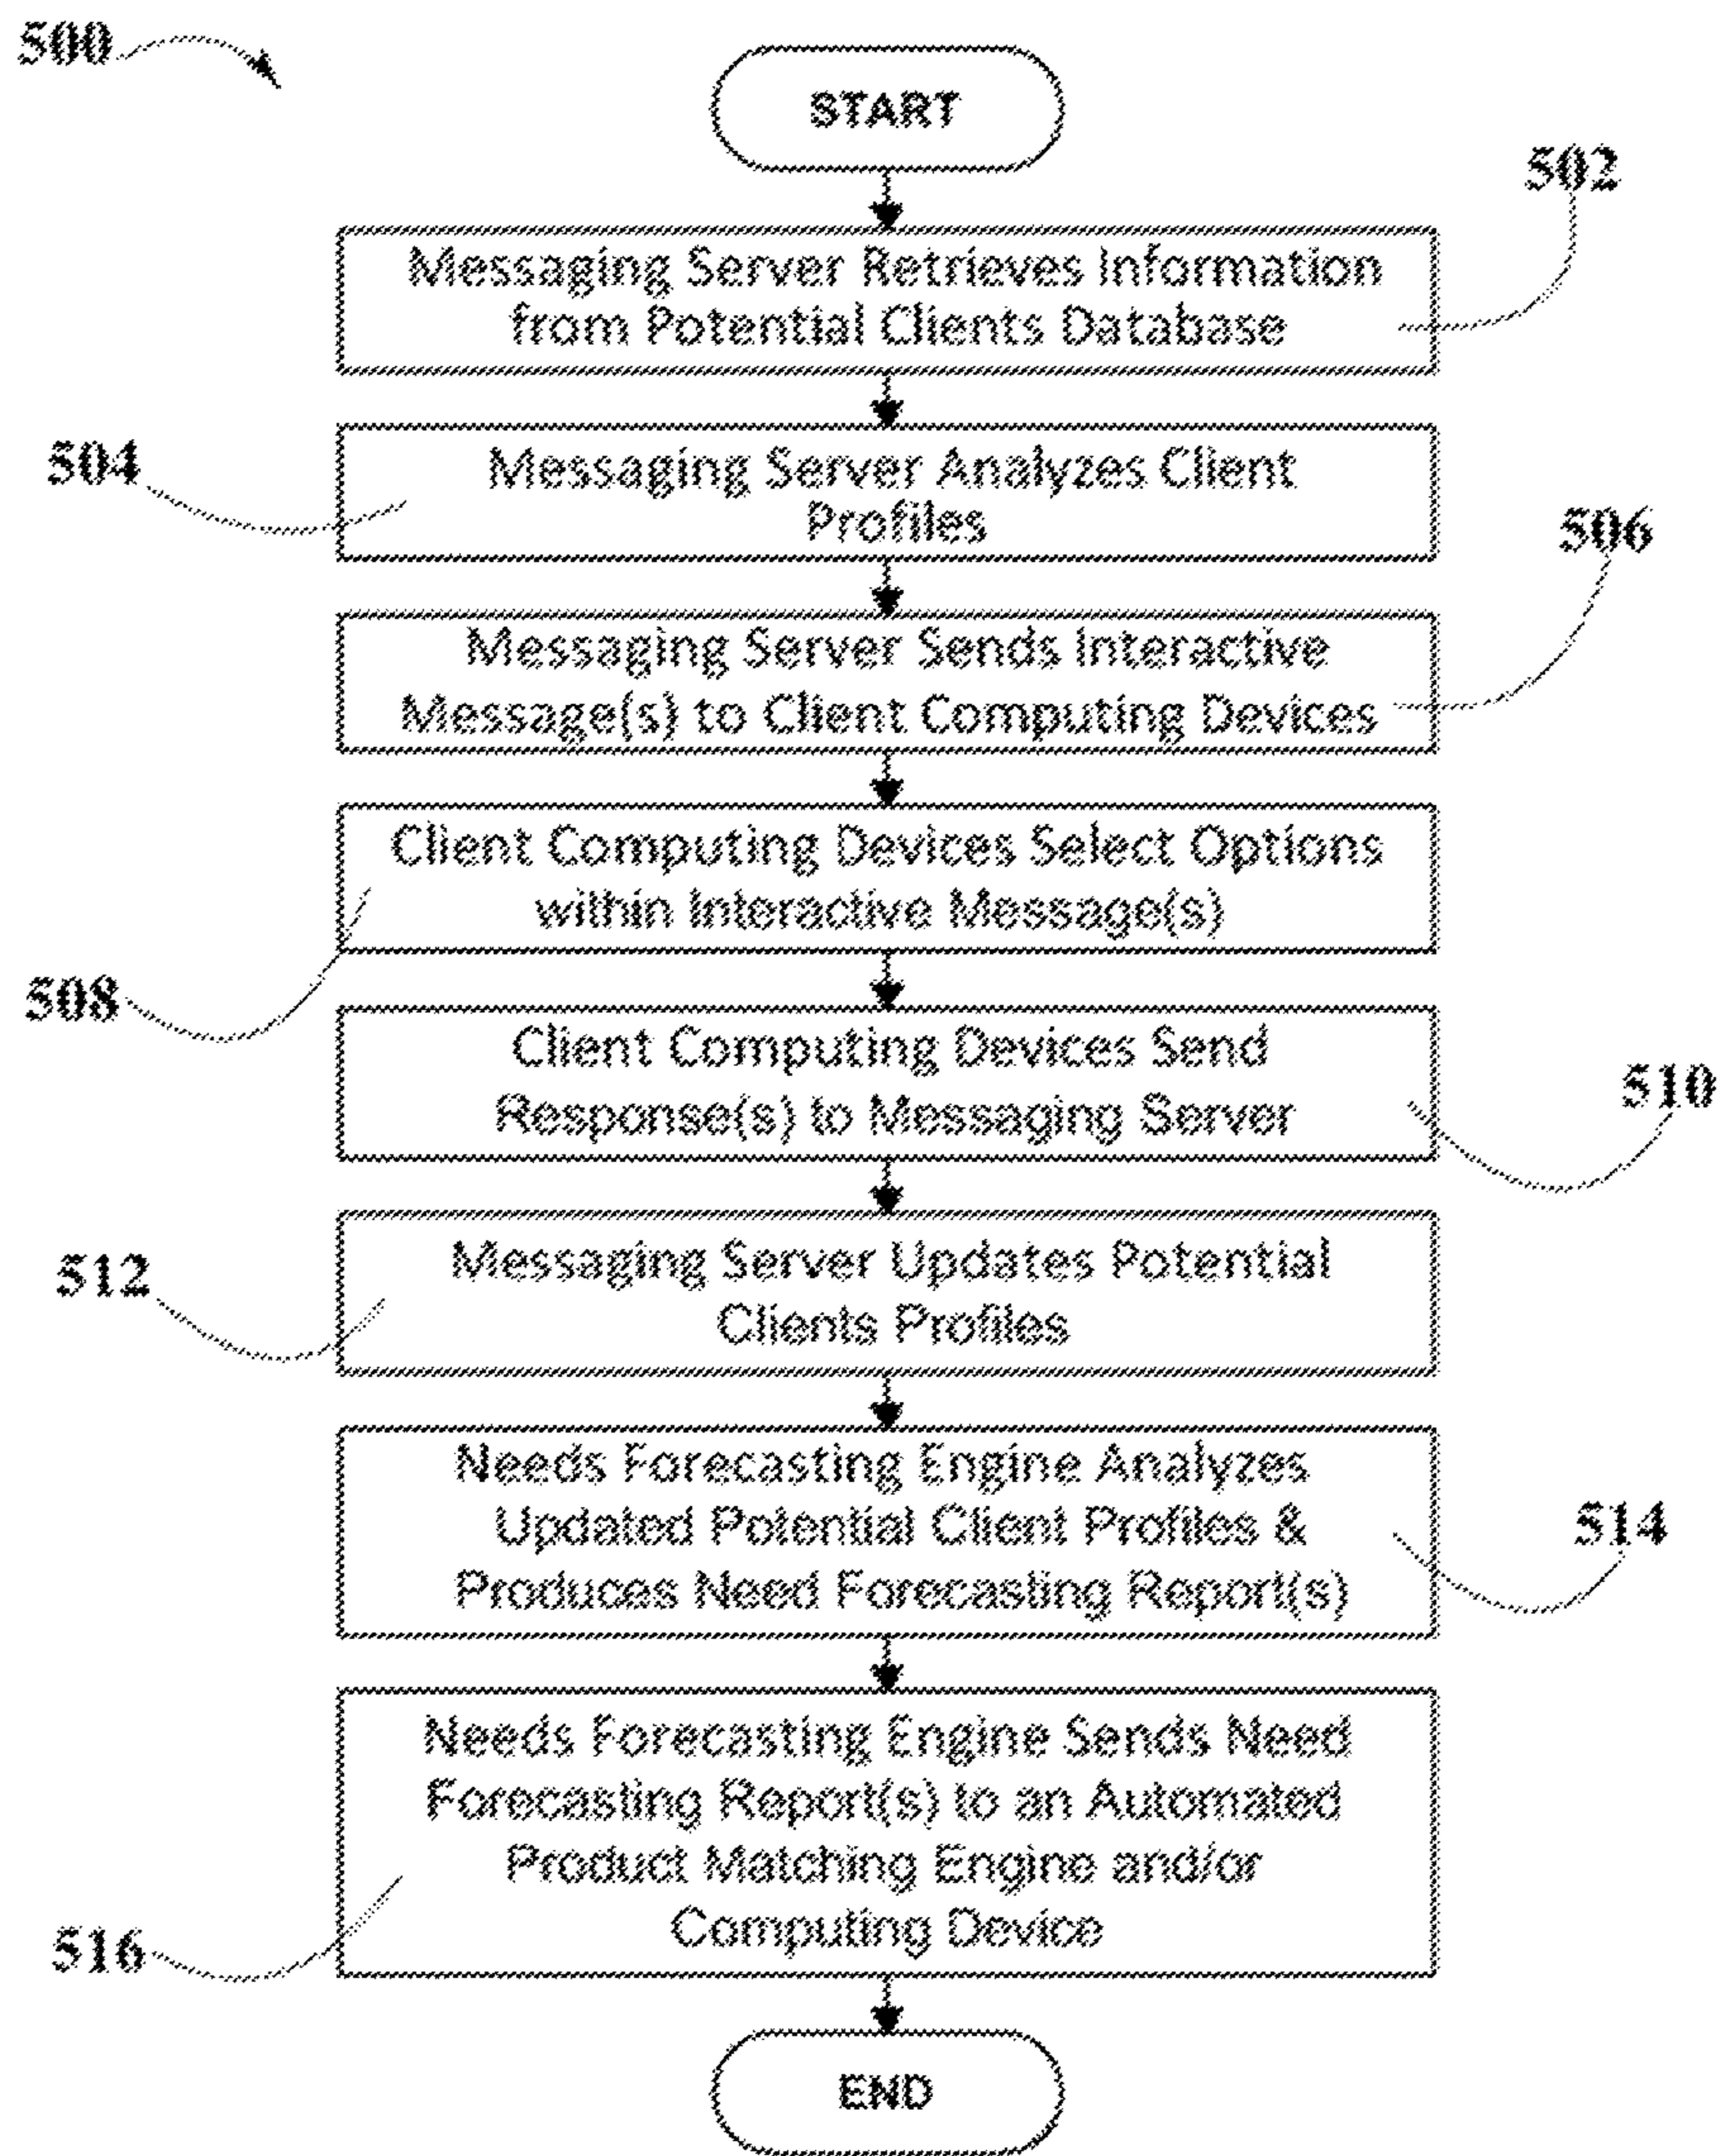 500
START
502
Messaging Server Retrieves Information
from Potential Clients Database
504
Messaging Server Analyzes Client
Profiles
506
Messaging Server Sends Interactive
Message(s) to Client Computing Devices
Client Computing Devices Select Options
within Interactive Message(s)
508
Client Computing Devices Send
Response(s) to Messaging Server
510
512
Messaging Server Updates Potential
Clients Profiles
Needs Forecasting Engine Analyzes
Updated Potential Client Profiles &
Produces Need Forecasting Report(s)
514
Needs Forecasting Engine Sends Need
Forecasting Report(s) to an Automated
Product Matching Engine and/or
Computing Device
516
END